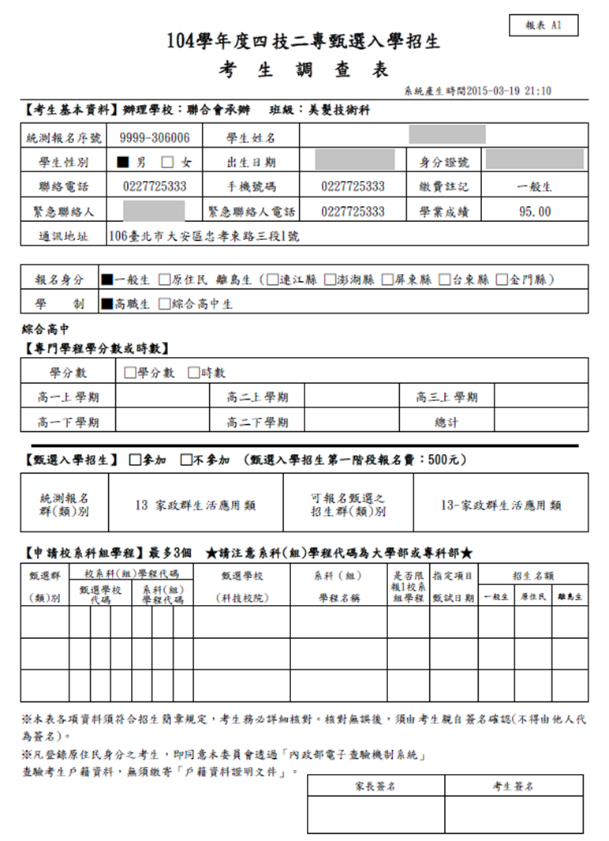 報表 A1
104學年度四技二專甄選入學招生
考 生 調 查 表
系統產生時間2015-03-19 21:10
【考生基本資料】辦理學校：聯合會承辦 班級：美髮技術科
統測報名序號 9999-306006 學生姓名
學生性別 ■ 男 □ 女 出生日期 身分證號
聯絡電話 0227725333 手機號碼 0227725333 繳費註記 一般生
緊急聯絡人 緊急聯絡人電話 0227725333 學業成績 95.00
通訊地址 106臺北市大安區忠孝東路三段1號
報名身分 ■一般生 □原住民 離島生（□連江縣 □澎湖縣 □屏東縣 □台東縣 □金門縣）
學 制 ■高職生 □綜合高中生
綜合高中
【專門學程學分數或時數】
學分數 □學分數 □時數
高一上學期 高二上學期 高三上學期
高一下學期 高二下學期 總計
【甄選入學招生】 □參加 □不參加 （甄選入學招生第一階段報名費：500元）
統測報名 可報名甄選之
群(類)別 13 家政群生活應用類 招生群(類)別 13-家政群生活應用類
【申請校系科組學程】最多3個 ★請注意系科(組)學程代碼為大學部或專科部★
甄選群 校系科(組)學程代碼 甄選學校 系科（組） 是否限 指定項目 招生名額
(類)別 甄選學校 系科(組) (科技校院) 學程名稱 報1校系 甄試日期 一般生 原住民 離島生
代碼 學程代碼 組學程
※本表各項資料須符合招生簡章規定，考生務必詳細核對。核對無誤後，須由考生親自簽名確認(不得由他人代
為簽名)。
※凡登錄原住民身分之考生，即同意本委員會透過「內政部電子查驗機制系統」
查驗考生戶籍資料，無須繳寄「戶籍資料證明文件」。
家長簽名 考生簽名